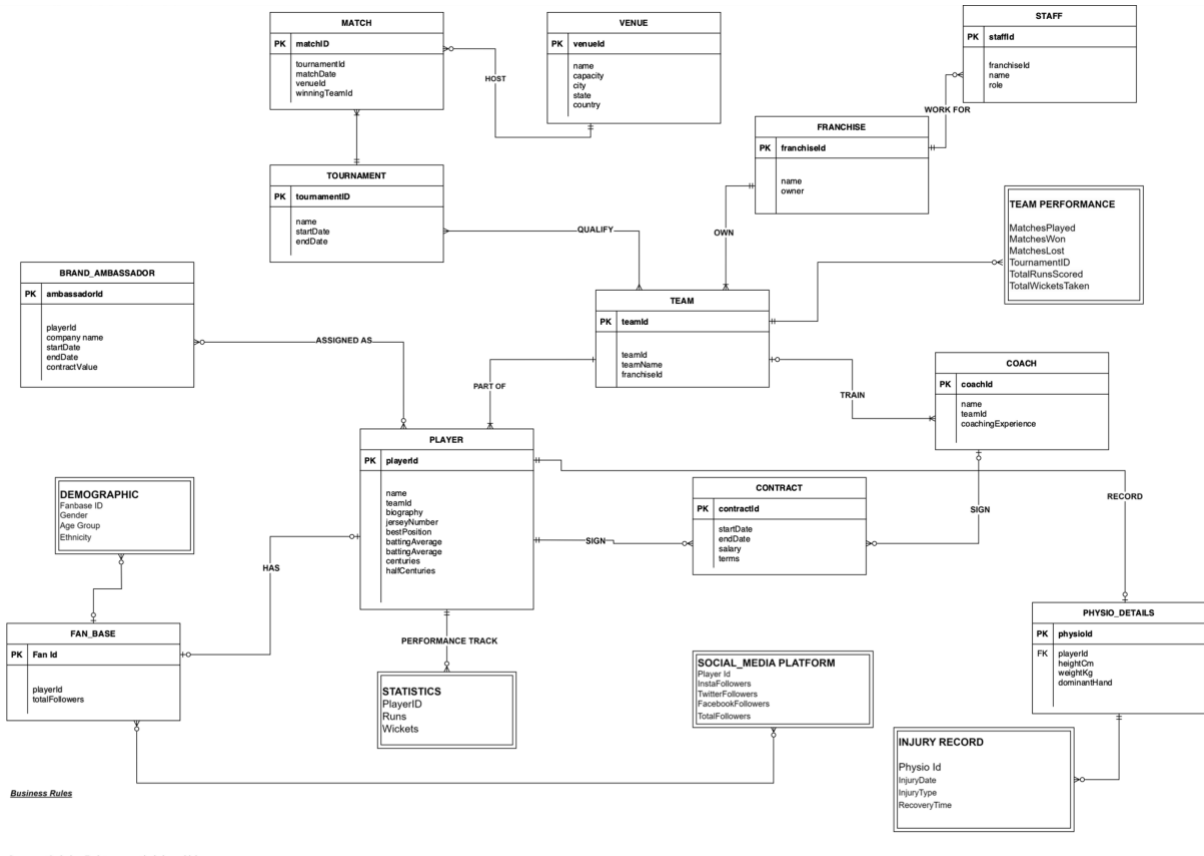 MATCH
PK matchID
tournamentId
matchDate
venueId
winningTeamId
VENUE
PK venueId
name
capacity
city
state
country
STAFF
PK staffId
franchiseId
name
role
HOST
WORK FOR
FRANCHISE
PK franchiseId
name
owner
TOURNAMENT
PK tournamentID
name
startDate
endDate
TEAM PERFORMANCE
MatchesPlayed
MatchesWon
MatchesLost
TournamentID
TotalRunsScored
TotalWicketsTaken
QUALIFY
OWN
BRAND_AMBASSADOR
PK ambassadorId
playerId
company name
startDate
endDate
contractValue
TEAM
PK teamId
teamId
teamName
franchiseId
ASSIGNED AS
COACH
PK coachId
name
teamId
coachingExperience
PART OF
TRAIN
PLAYER
PK playerId
name
teamId
biography
jerseyNumber
bestPosition
battingAverage
battingAverage
centuries
halfCenturies
DEMOGRAPHIC
Fanbase ID
Gender
Age Group
Ethnicity
CONTRACT
PK contractId
startDate
endDate
salary
terms
RECORD
SIGN
SIGN
HAS
FAN_BASE
PK Fan Id
playerId
totalFollowers
PERFORMANCE TRACK
STATISTICS
PlayerID
Runs
Wickets
SOCIAL_MEDIA PLATFORM
Player Id
InstaFollowers
TwitterFollowers
FacebookFollowers
TotalFollowers
PHYSIO_DETAILS
PK physioId
FK playerId
heightCm
weightKg
dominantHand
INJURY RECORD
Physio Id
InjuryDate
InjuryType
RecoveryTime
Business Rules